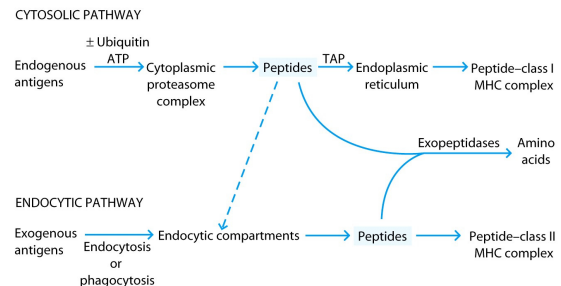 CYTOSOLIC PATHWAY
± Ubiquitin
ATP
TAP
Endogenous
antigens
Cytoplasmic
proteasome
complex
Peptides
Endoplasmic
reticulum
Peptide–class I
MHC complex
Exopeptidases
Amino
acids
ENDOCYTIC PATHWAY
Exogenous
antigens
Endocytosis
or
phagocytosis
Endocytic compartments
Peptides
Peptide–class II
MHC complex